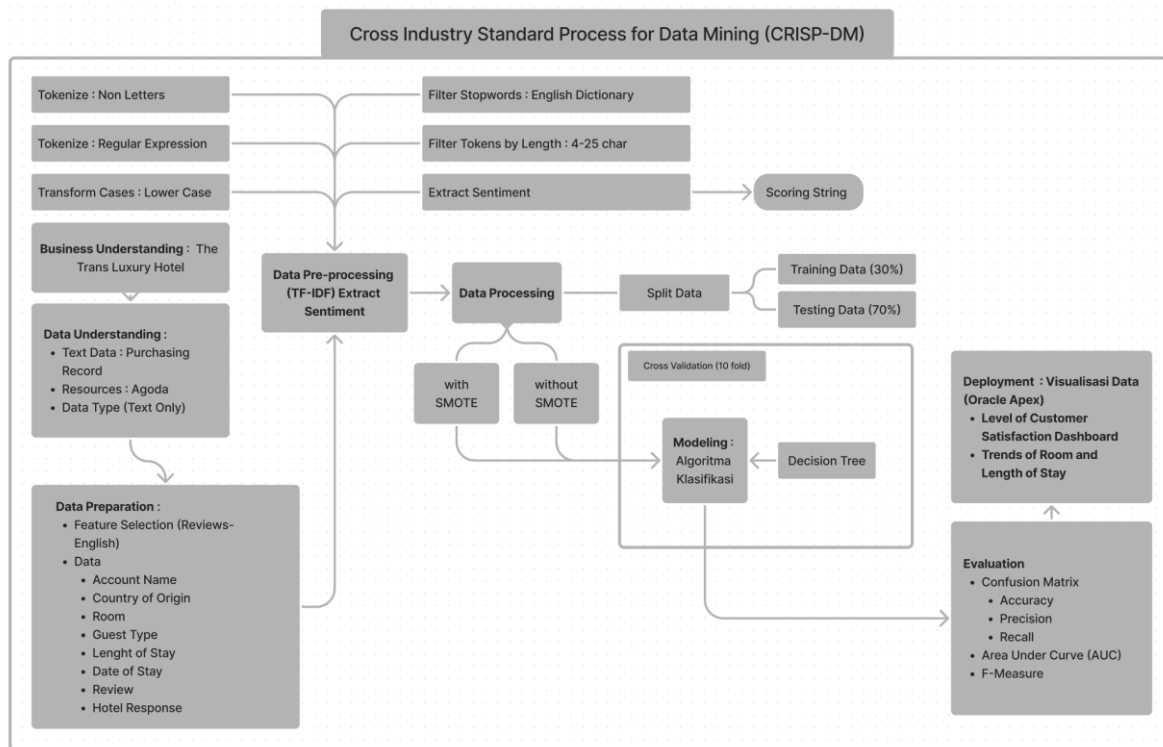 Cross Industry Standard Process for Data Mining (CRISP-DM)
Tokenize : Non Letters
Filter Stopwords : English Dictionary
Tokenize : Regular Expression
Filter Tokens by Length : 4-25 char
Transform Cases : Lower Case
Extract Sentiment
Scoring String
Business Understanding : The
Trans Luxury Hotel
Data Understanding :
• Text Data : Purchasing
Record
• Resources : Agoda
• Data Type (Text Only)
Data Preparation :
• Feature Selection (Reviews-
English)
• Data
• Account Name
• Country of Origin
• Room
• Guest Type
• Lenght of Stay
• Date of Stay
• Review
• Hotel Response
Data Pre-processing
(TF-IDF) Extract
Sentiment
Data Processing
Split Data
Training Data (30%)
Testing Data (70%)
with
SMOTE
without
SMOTE
Cross Validation (10 fold)
Modeling :
Algoritma
Klasifikasi
Decision Tree
Deployment : Visualisasi Data
(Oracle Apex)
• Level of Customer
Satisfaction Dashboard
• Trends of Room and
Length of Stay
Evaluation
• Confusion Matrix
• Accuracy
• Precision
• Recall
• Area Under Curve (AUC)
• F-Measure